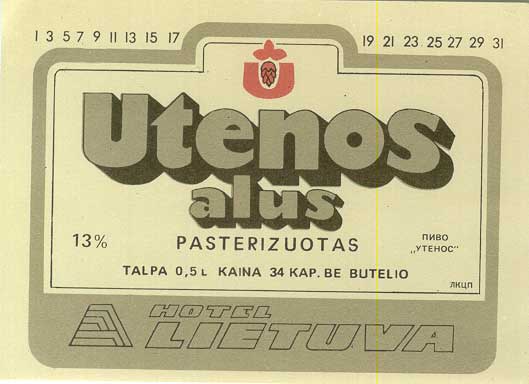 1 3 5 7 9 11 13 15 17
19 21 23 25 27 29 31
Utenos
alus
13%
PASTERIZUOTAS
ПИВО
„УТЕНОС"
TALPA 0,5 L KAINA 34 KAP. BE BUTELIO
ЛКЦП
HOTEL
LIETUVA